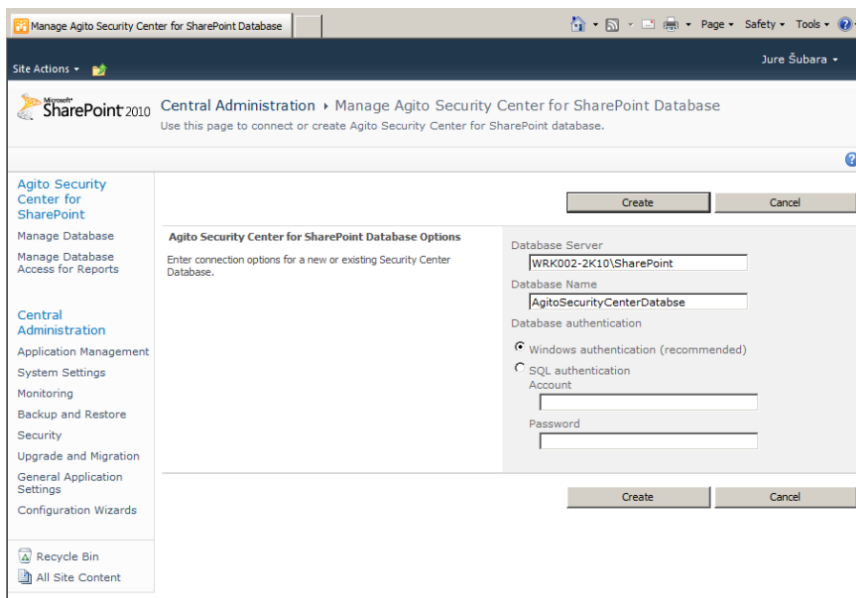 Manage Agito Security Center for SharePoint Database
Page
Safety
Tools
Site Actions
Jure Šubara
Microsoft
SharePoint 2010
Central Administration
Manage Agito Security Center for SharePoint Database
Use this page to connect or create Agito Security Center for SharePoint database.
Agito Security
Center for
SharePoint
Manage Database
Manage Database
Access for Reports
Central
Administration
Application Management
System Settings
Monitoring
Backup and Restore
Security
Upgrade and Migration
General Application
Settings
Configuration Wizards
Recycle Bin
All Site Content
Create
Cancel
Agito Security Center for SharePoint Database Options
Enter connection options for a new or existing Security Center
Database.
Database Server
WRK002-2K10\SharePoint
Database Name
AgitoSecurityCenterDatabse
Database authentication
Windows authentication (recommended)
SQL authentication
Account
Password
Create
Cancel